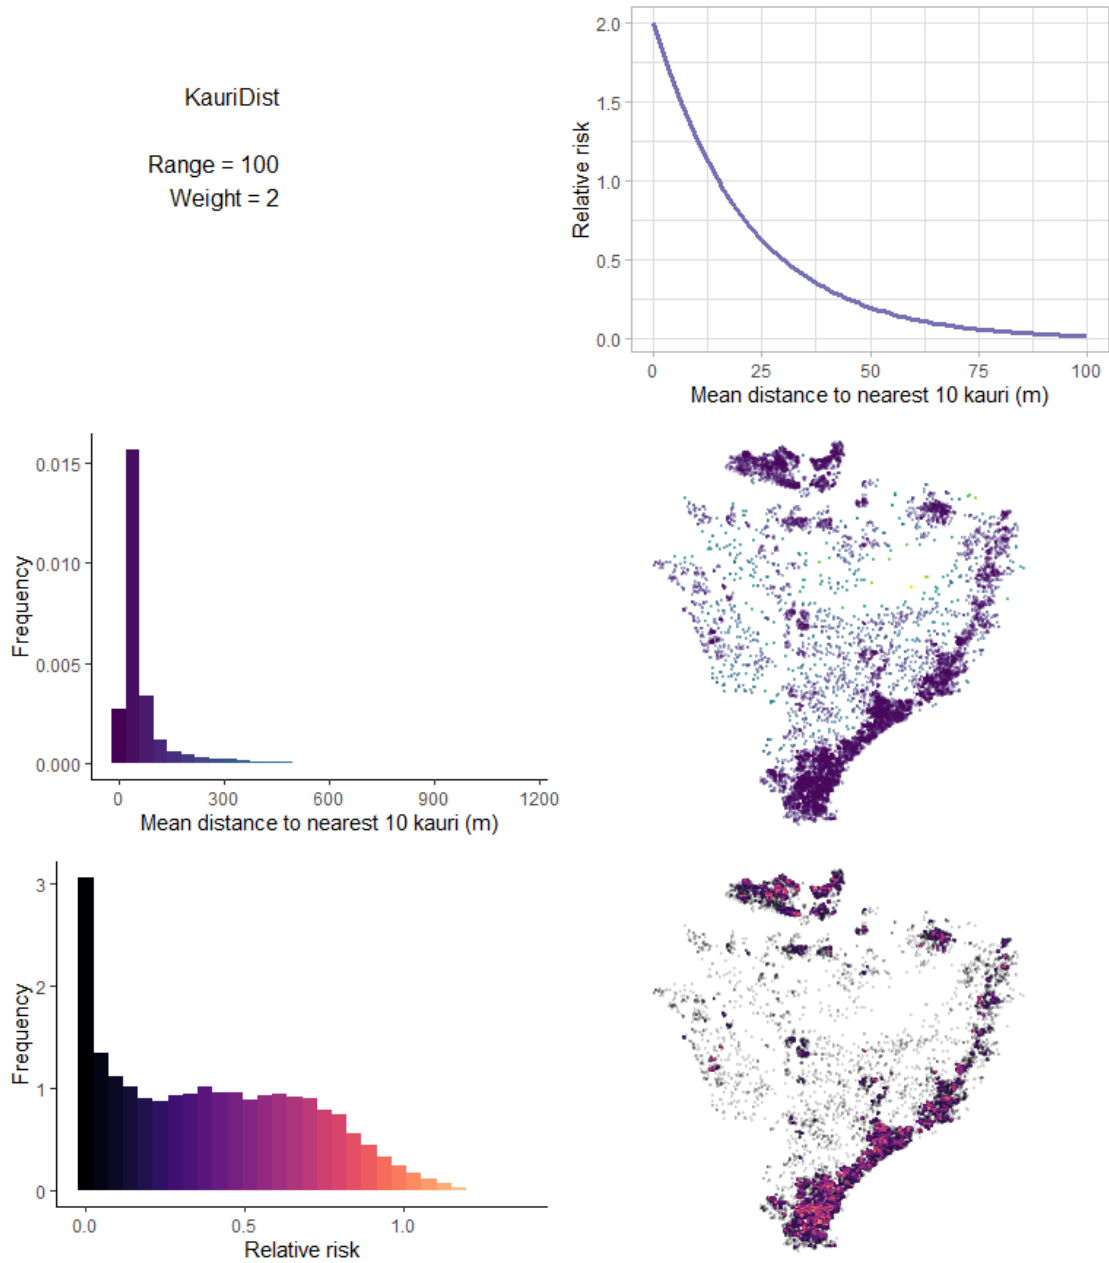 KauriDist
Range = 100
Weight = 2
2.0
1.5
1.0
0.5
0.0
Relative risk
0 25 50 75 100
Mean distance to nearest 10 kauri (m)
0.015
0.010
0.005
0.000
Frequency
0 300 600 900 1200
Mean distance to nearest 10 kauri (m)
3
2
1
0
Frequency
0.0 0.5 1.0
Relative risk